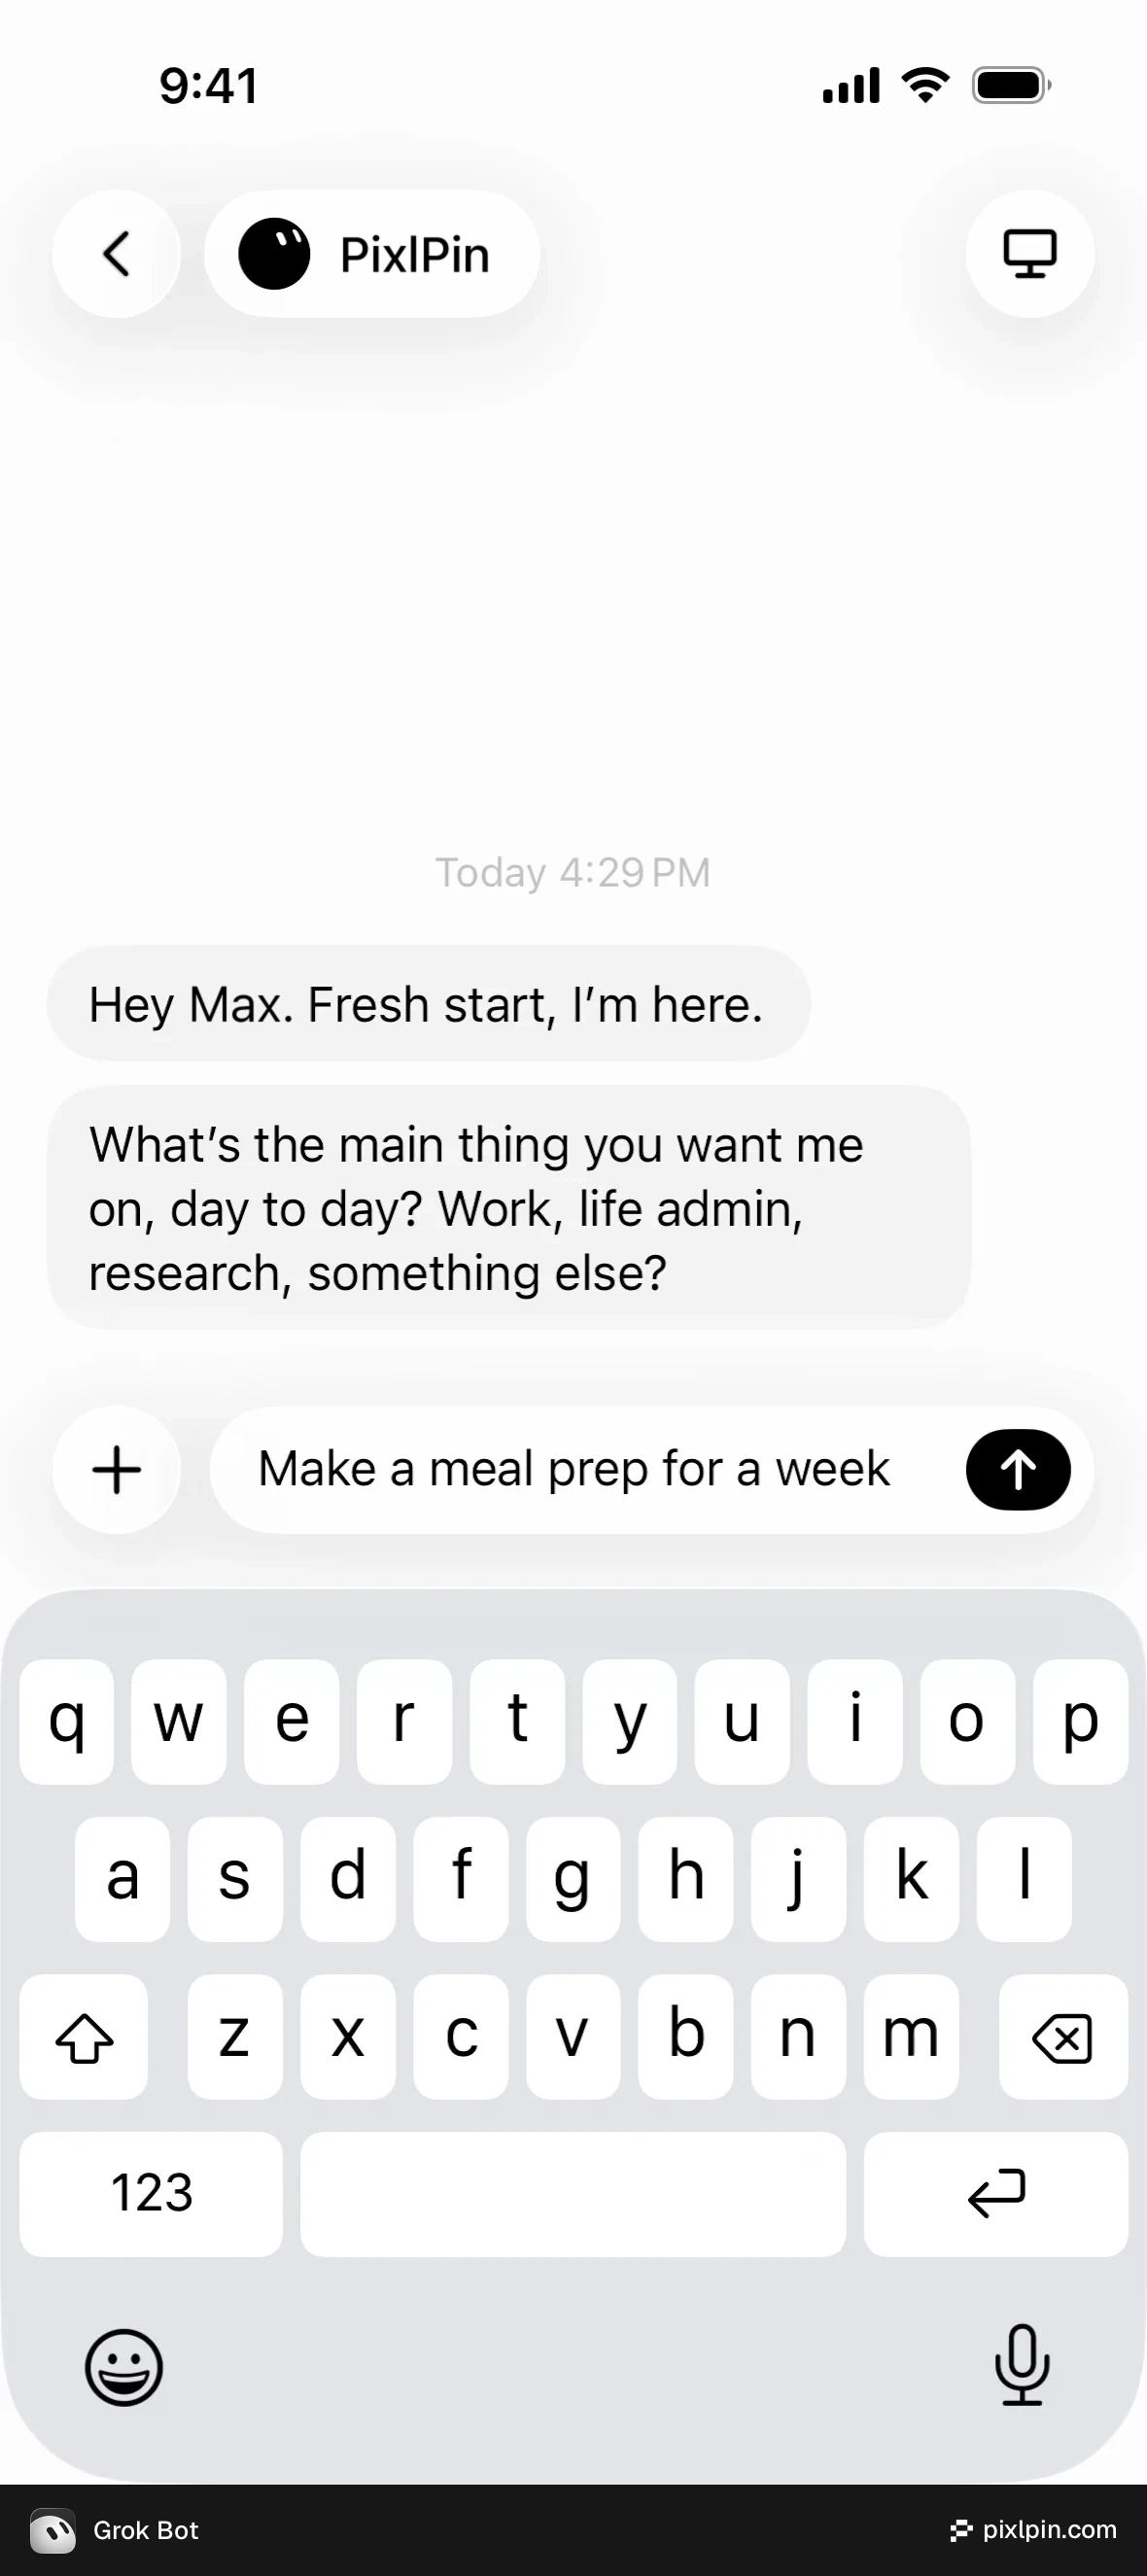 9:41
PixlPin
Today 4:29 PM
Hey Max. Fresh start, I’m here.
What’s the main thing you want me
on, day to day? Work, life admin,
research, something else?
Make a meal prep for a week
q w e r t y u i o p
a s d f g h j k l
z x c v b n m
123
Grok Bot
pixlpin.com